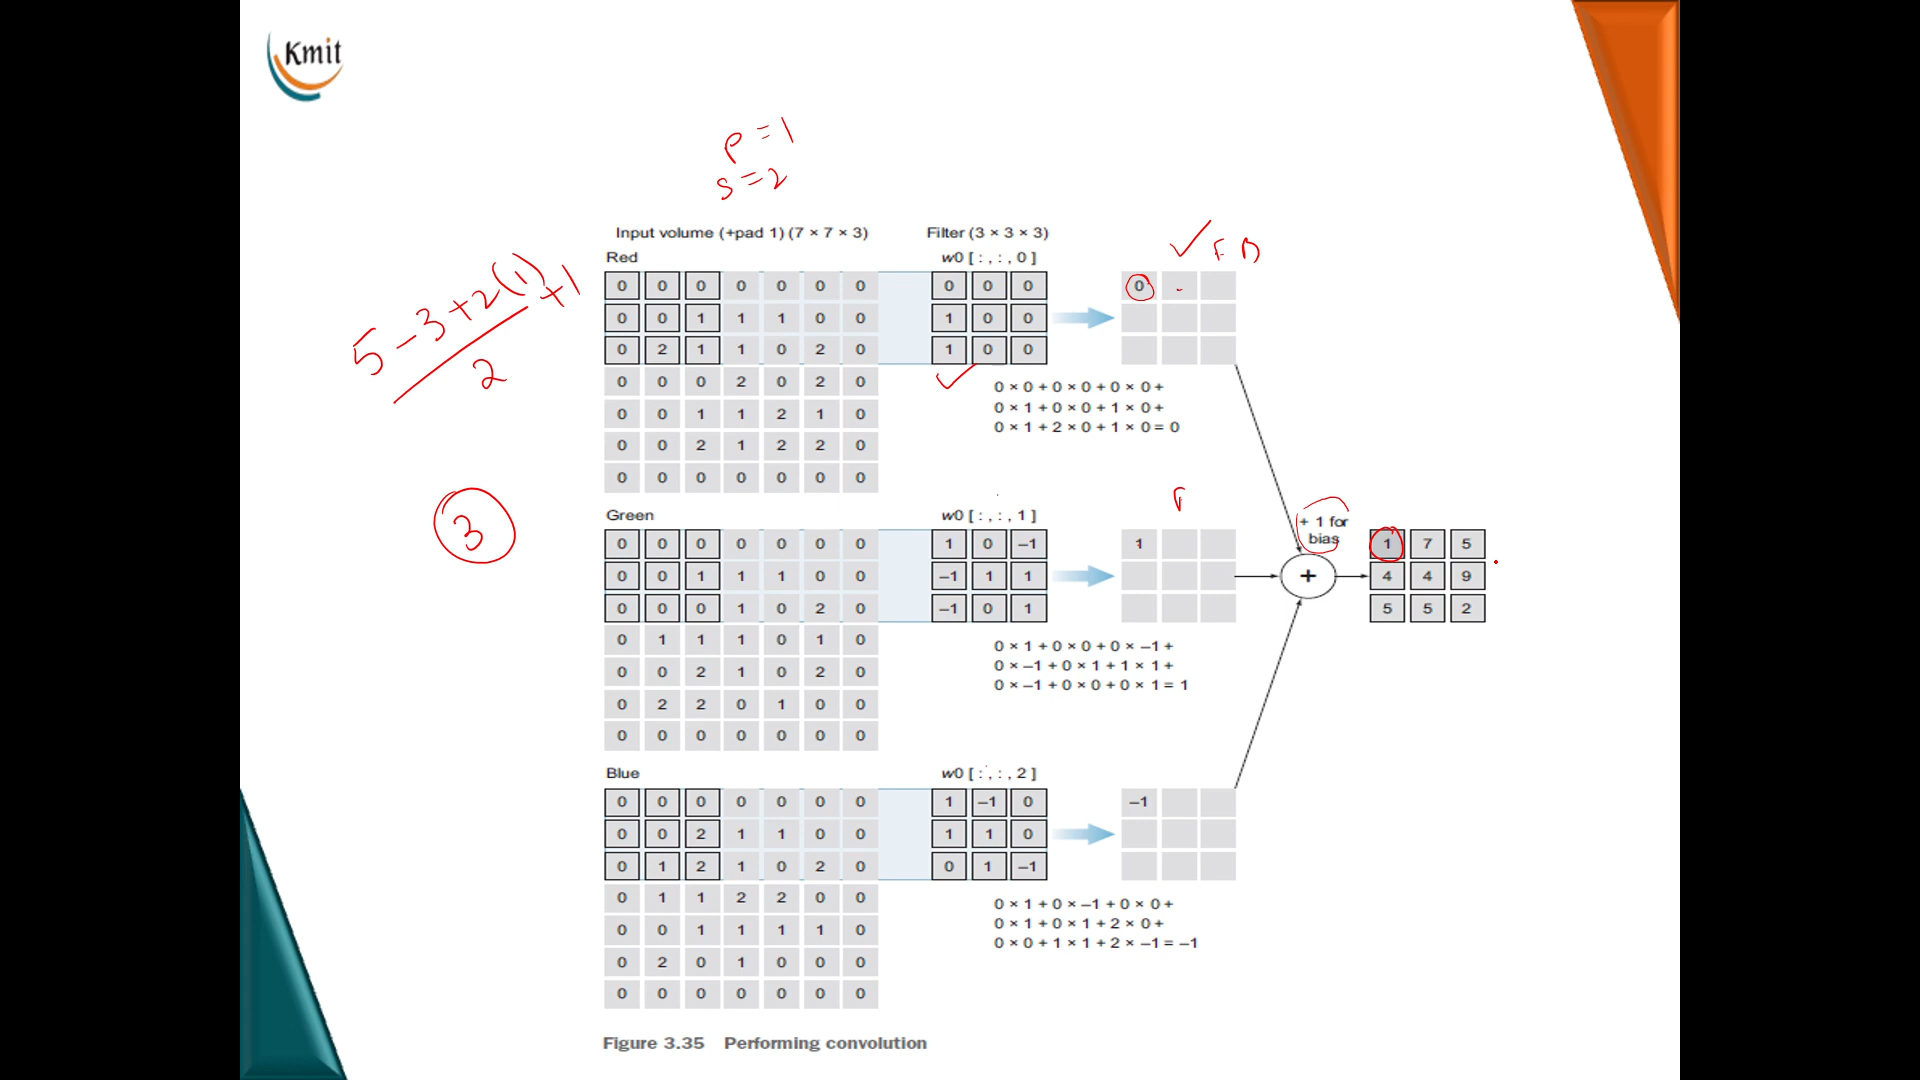 Kmit
p = 1
s = 2
5 - 3 + 2(1) + 1
2
3
Input volume (+pad 1) (7 × 7 × 3)
Filter (3 × 3 × 3)
Red
w0 [ : , : , 0 ]
0 0 0 0 0 0 0
0 0 1 1 1 0 0
0 2 1 1 0 2 0
0 0 0 2 0 2 0
0 0 1 1 2 1 0
0 0 2 1 2 2 0
0 0 0 0 0 0 0
0 0 0
1 0 0
1 0 0
0
0 × 0 + 0 × 0 + 0 × 0 +
0 × 1 + 0 × 0 + 1 × 0 +
0 × 1 + 2 × 0 + 1 × 0 = 0
Green
w0 [ : , : , 1 ]
0 0 0 0 0 0 0
0 0 1 1 1 0 0
0 0 0 1 0 2 0
0 1 1 1 0 1 0
0 0 2 1 0 2 0
0 2 2 0 1 0 0
0 0 0 0 0 0 0
1 0 –1
–1 1 1
–1 0 1
1
0 × 1 + 0 × 0 + 0 × –1 +
0 × –1 + 0 × 1 + 1 × 1 +
0 × –1 + 0 × 0 + 0 × 1 = 1
+ 1 for
bias
+
1 7 5
4 4 9
5 5 2
Blue
w0 [ : , : , 2 ]
0 0 0 0 0 0 0
0 0 2 1 1 0 0
0 1 2 1 0 2 0
0 1 1 2 2 0 0
0 0 1 1 1 1 0
0 2 0 1 0 0 0
0 0 0 0 0 0 0
1 –1 0
1 1 0
0 1 –1
–1
0 × 1 + 0 × –1 + 0 × 0 +
0 × 1 + 0 × 1 + 2 × 0 +
0 × 0 + 1 × 1 + 2 × –1 = –1
Figure 3.35 Performing convolution